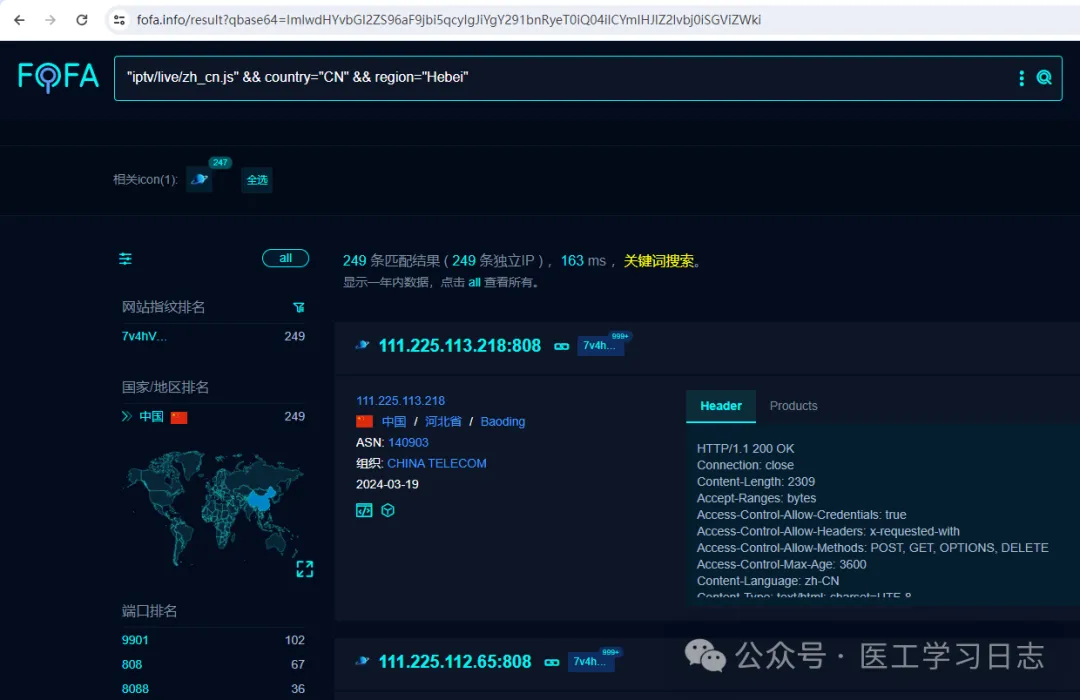 fofa.info/result?qbase64=ImlwdHYvbGl2ZS96aF9jbi5qcyIgJiYgY291bnRyeT0iQ04iICYmIHJlZ2lvbj0iSGViZWki
FOFA
"iptv/live/zh_cn.js" && country="CN" && region="Hebei"
相关icon(1):
247
全选
all
249 条匹配结果 ( 249 条独立IP ) ，163 ms ，关键词搜索。
显示一年内数据，点击 all 查看所有。
网站指纹排名
7v4hV... 249
国家/地区排名
中国 249
端口排名
9901 102
808 67
8088 36
111.225.113.218:808
7v4h...
999+
111.225.113.218
中国 / 河北省 / Baoding
ASN: 140903
组织: CHINA TELECOM
2024-03-19
Header Products
HTTP/1.1 200 OK
Connection: close
Content-Length: 2309
Accept-Ranges: bytes
Access-Control-Allow-Credentials: true
Access-Control-Allow-Headers: x-requested-with
Access-Control-Allow-Methods: POST, GET, OPTIONS, DELETE
Access-Control-Max-Age: 3600
Content-Language: zh-CN
Content-Type: text/html; charset=UTF-8
111.225.112.65:808
7v4h...
999+
公众号 · 医工学习日志